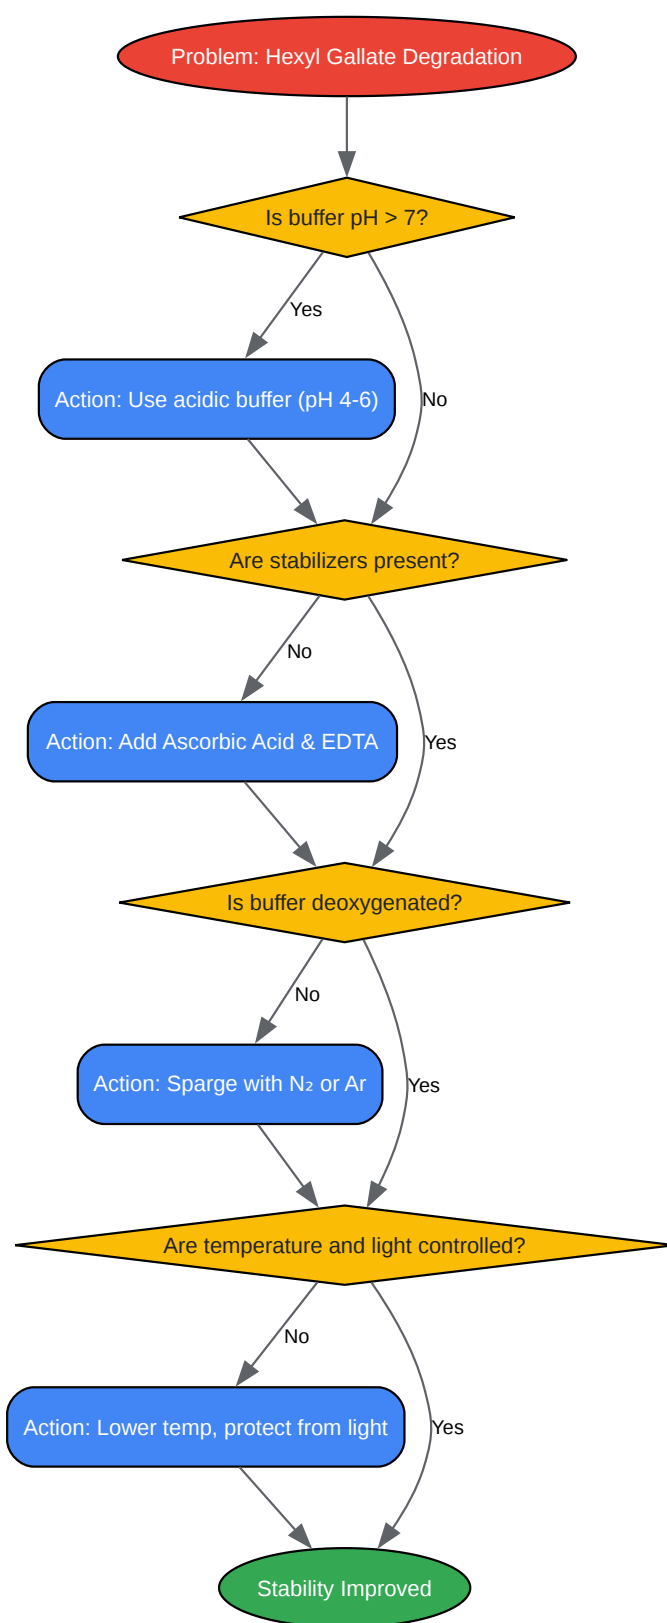 Problem: Hexyl Gallate Degradation
Is buffer pH > 7?
Yes
Action: Use acidic buffer (pH 4-6)
No
Are stabilizers present?
No
Action: Add Ascorbic Acid & EDTA
Yes
Is buffer deoxygenated?
No
Action: Sparge with N₂ or Ar
Yes
Are temperature and light controlled?
No
Action: Lower temp, protect from light
Yes
Stability Improved